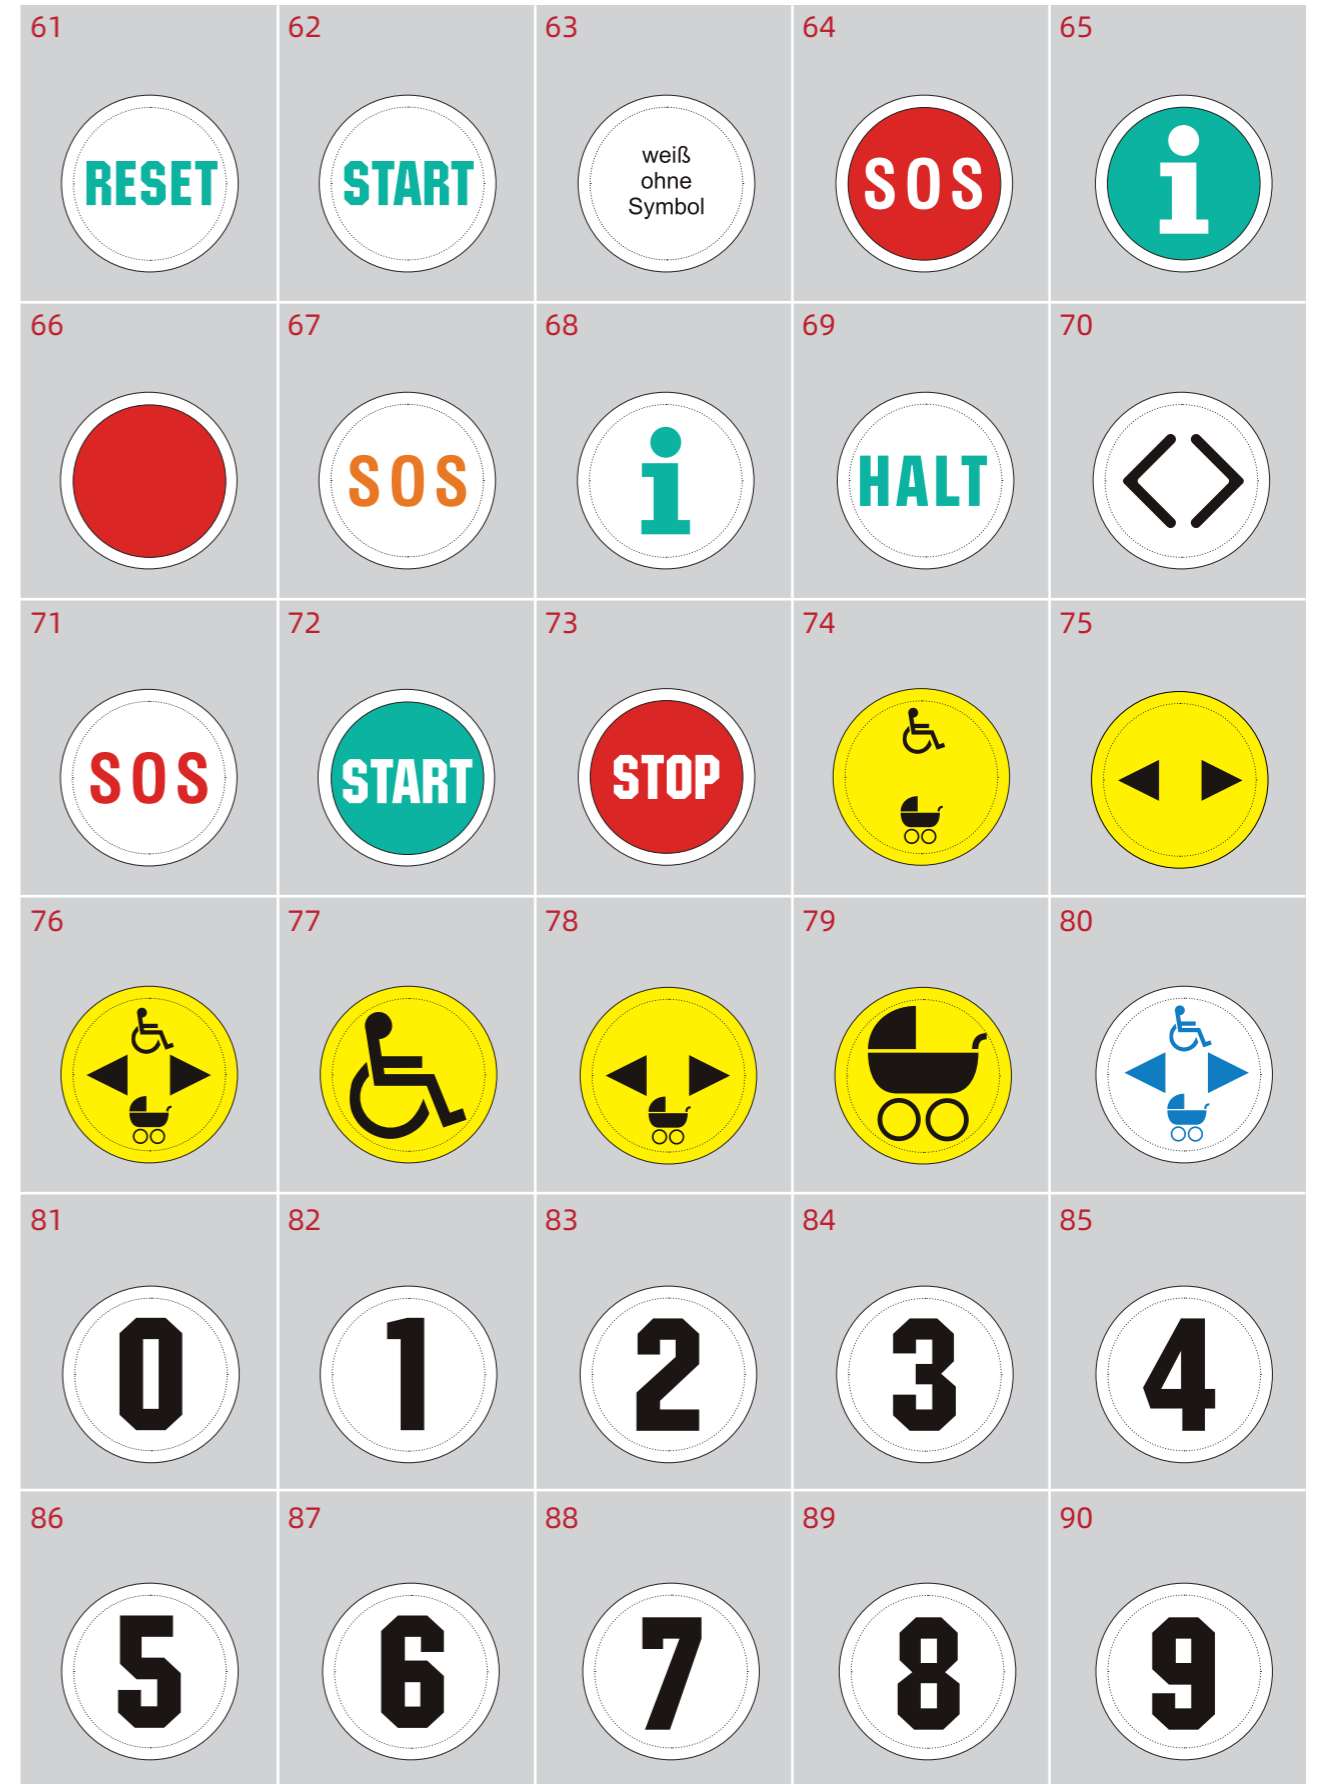 61 62 63 64 65
RESET START weiß
ohne
Symbol SOS i
66 67 68 69 70
SOS i HALT
71 72 73 74 75
SOS START STOP
76 77 78 79 80
81 82 83 84 85
0 1 2 3 4
86 87 88 89 90
5 6 7 8 9